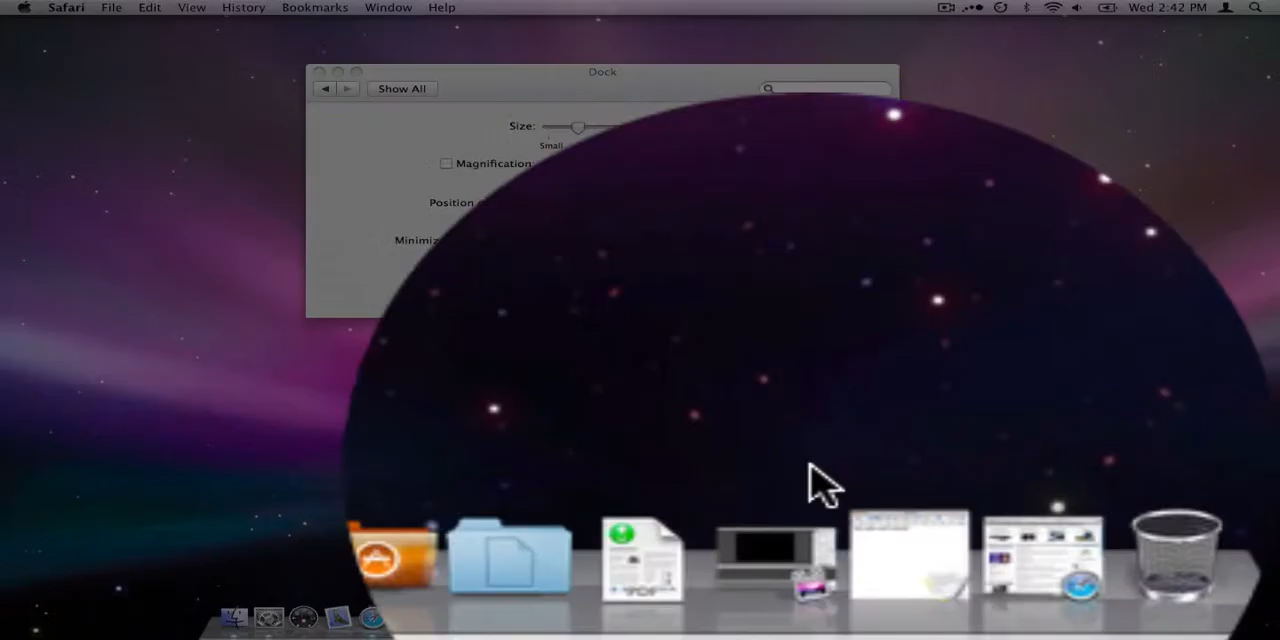 Safari File Edit View History Bookmarks Window Help Wed 2:42 PM
Dock
Show All
Size:
Small
Magnification:
Position
Minimiz